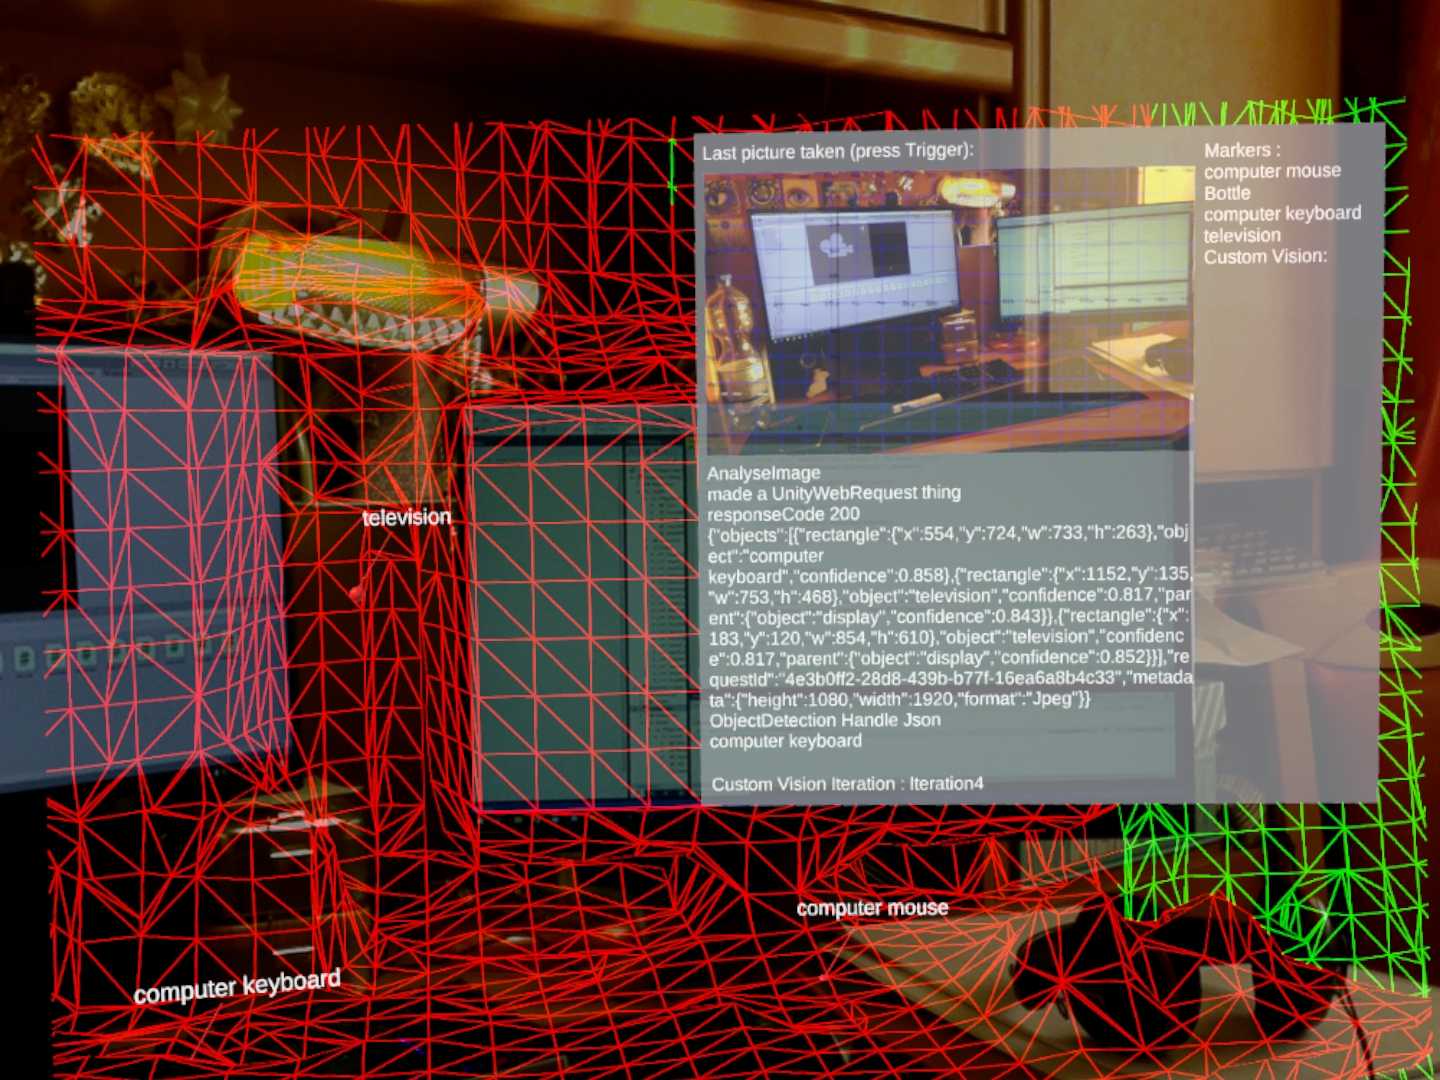 Last picture taken (press Trigger):
Markers :
computer mouse
Bottle
computer keyboard
television
Custom Vision:
AnalyseImage
made a UnityWebRequest thing
responseCode 200
{"objects":[{"rectangle":{"x":554,"y":724,"w":733,"h":263},"obj
ect":"computer
keyboard","confidence":0.858},{"rectangle":{"x":1152,"y":135,
"w":753,"h":468},"object":"television","confidence":0.817,"par
ent":{"object":"display","confidence":0.843}},{"rectangle":{"x":
183,"y":120,"w":854,"h":610},"object":"television","confidenc
e":0.817,"parent":{"object":"display","confidence":0.852}}],"re
questId":"4e3b0ff2-28d8-439b-b77f-16ea6a8b4c33","metada
ta":{"height":1080,"width":1920,"format":"Jpeg"}}
ObjectDetection Handle Json
computer keyboard
Custom Vision Iteration : Iteration4
television
computer mouse
computer keyboard